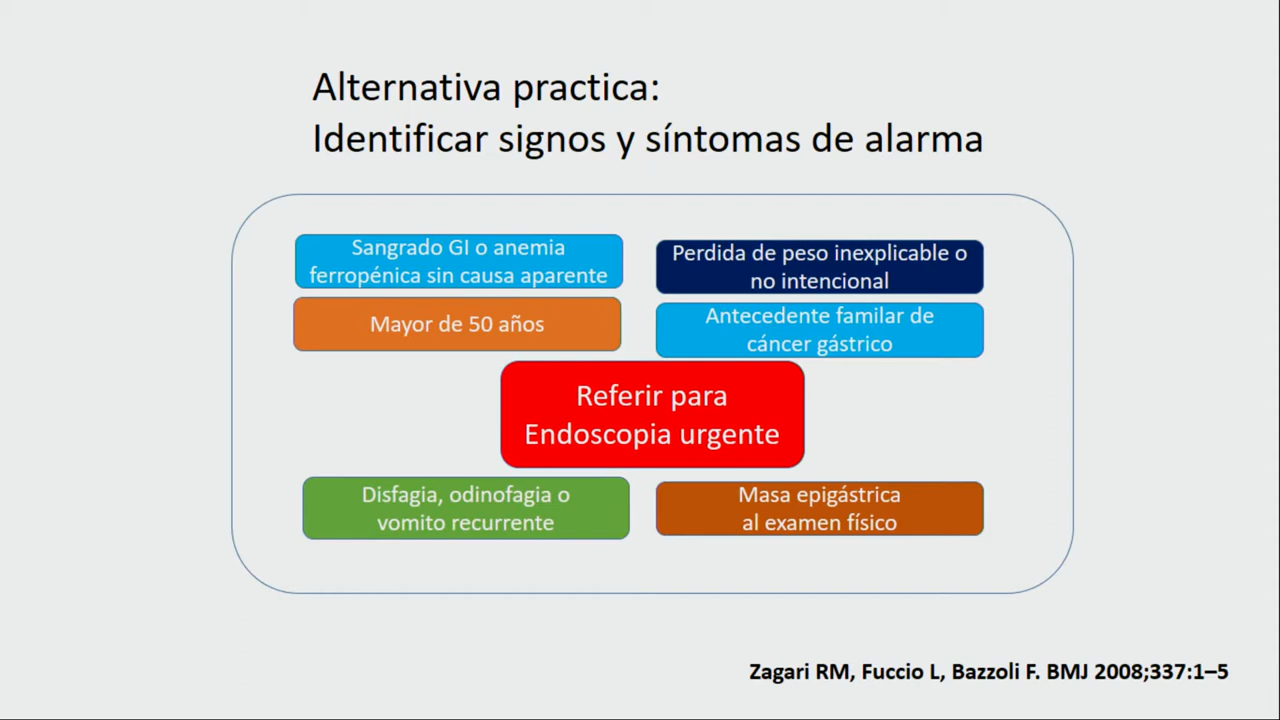 Alternativa practica:
Identificar signos y síntomas de alarma
Sangrado GI o anemia
ferropénica sin causa aparente
Perdida de peso inexplicable o
no intencional
Mayor de 50 años
Antecedente familar de
cáncer gástrico
Referir para
Endoscopia urgente
Disfagia, odinofagia o
vomito recurrente
Masa epigástrica
al examen físico
Zagari RM, Fuccio L, Bazzoli F. BMJ 2008;337:1–5